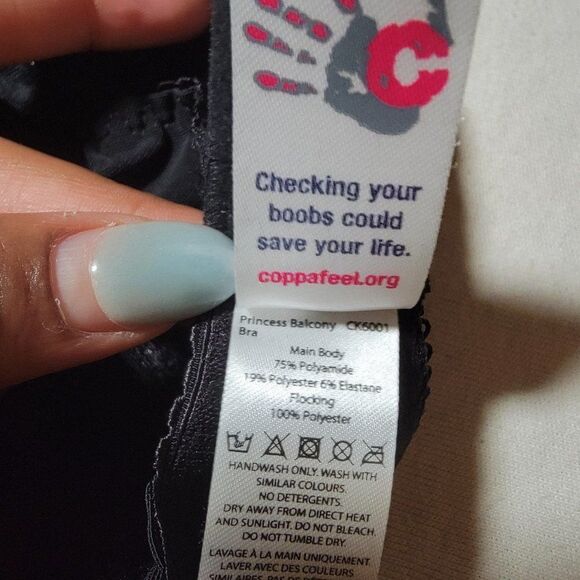 C
Checking your
boobs could
save your life.
coppafeel.org
Princess Balcony CK6001
Bra
Main Body
75% Polyamide
19% Polyester 6% Elastane
Flocking
100% Polyester
HANDWASH ONLY. WASH WITH
SIMILAR COLOURS.
NO DETERGENTS.
DRY AWAY FROM DIRECT HEAT
AND SUNLIGHT. DO NOT BLEACH.
DO NOT TUMBLE DRY.
LAVAGE À LA MAIN UNIQUEMENT.
LAVER AVEC DES COULEURS